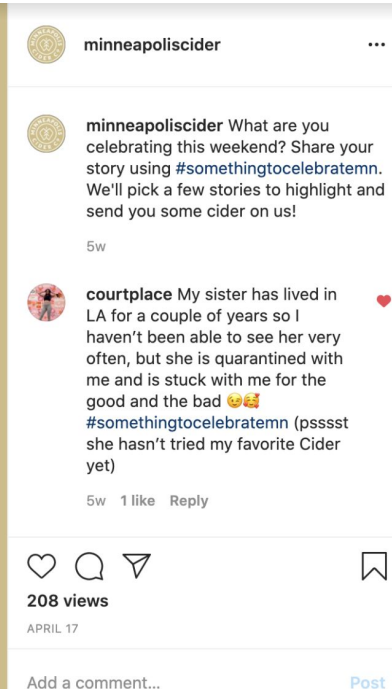 minneapoliscider
minneapoliscider What are you
celebrating this weekend? Share your
story using #somethingtocelebratemn.
We'll pick a few stories to highlight and
send you some cider on us!
5w
courtplace My sister has lived in
LA for a couple of years so I
haven't been able to see her very
often, but she is quarantined with
me and is stuck with me for the
good and the bad 😉🥰
#somethingtocelebratemn (psssst
she hasn't tried my favorite Cider
yet)
5w 1 like Reply
208 views
APRIL 17
Add a comment... Post